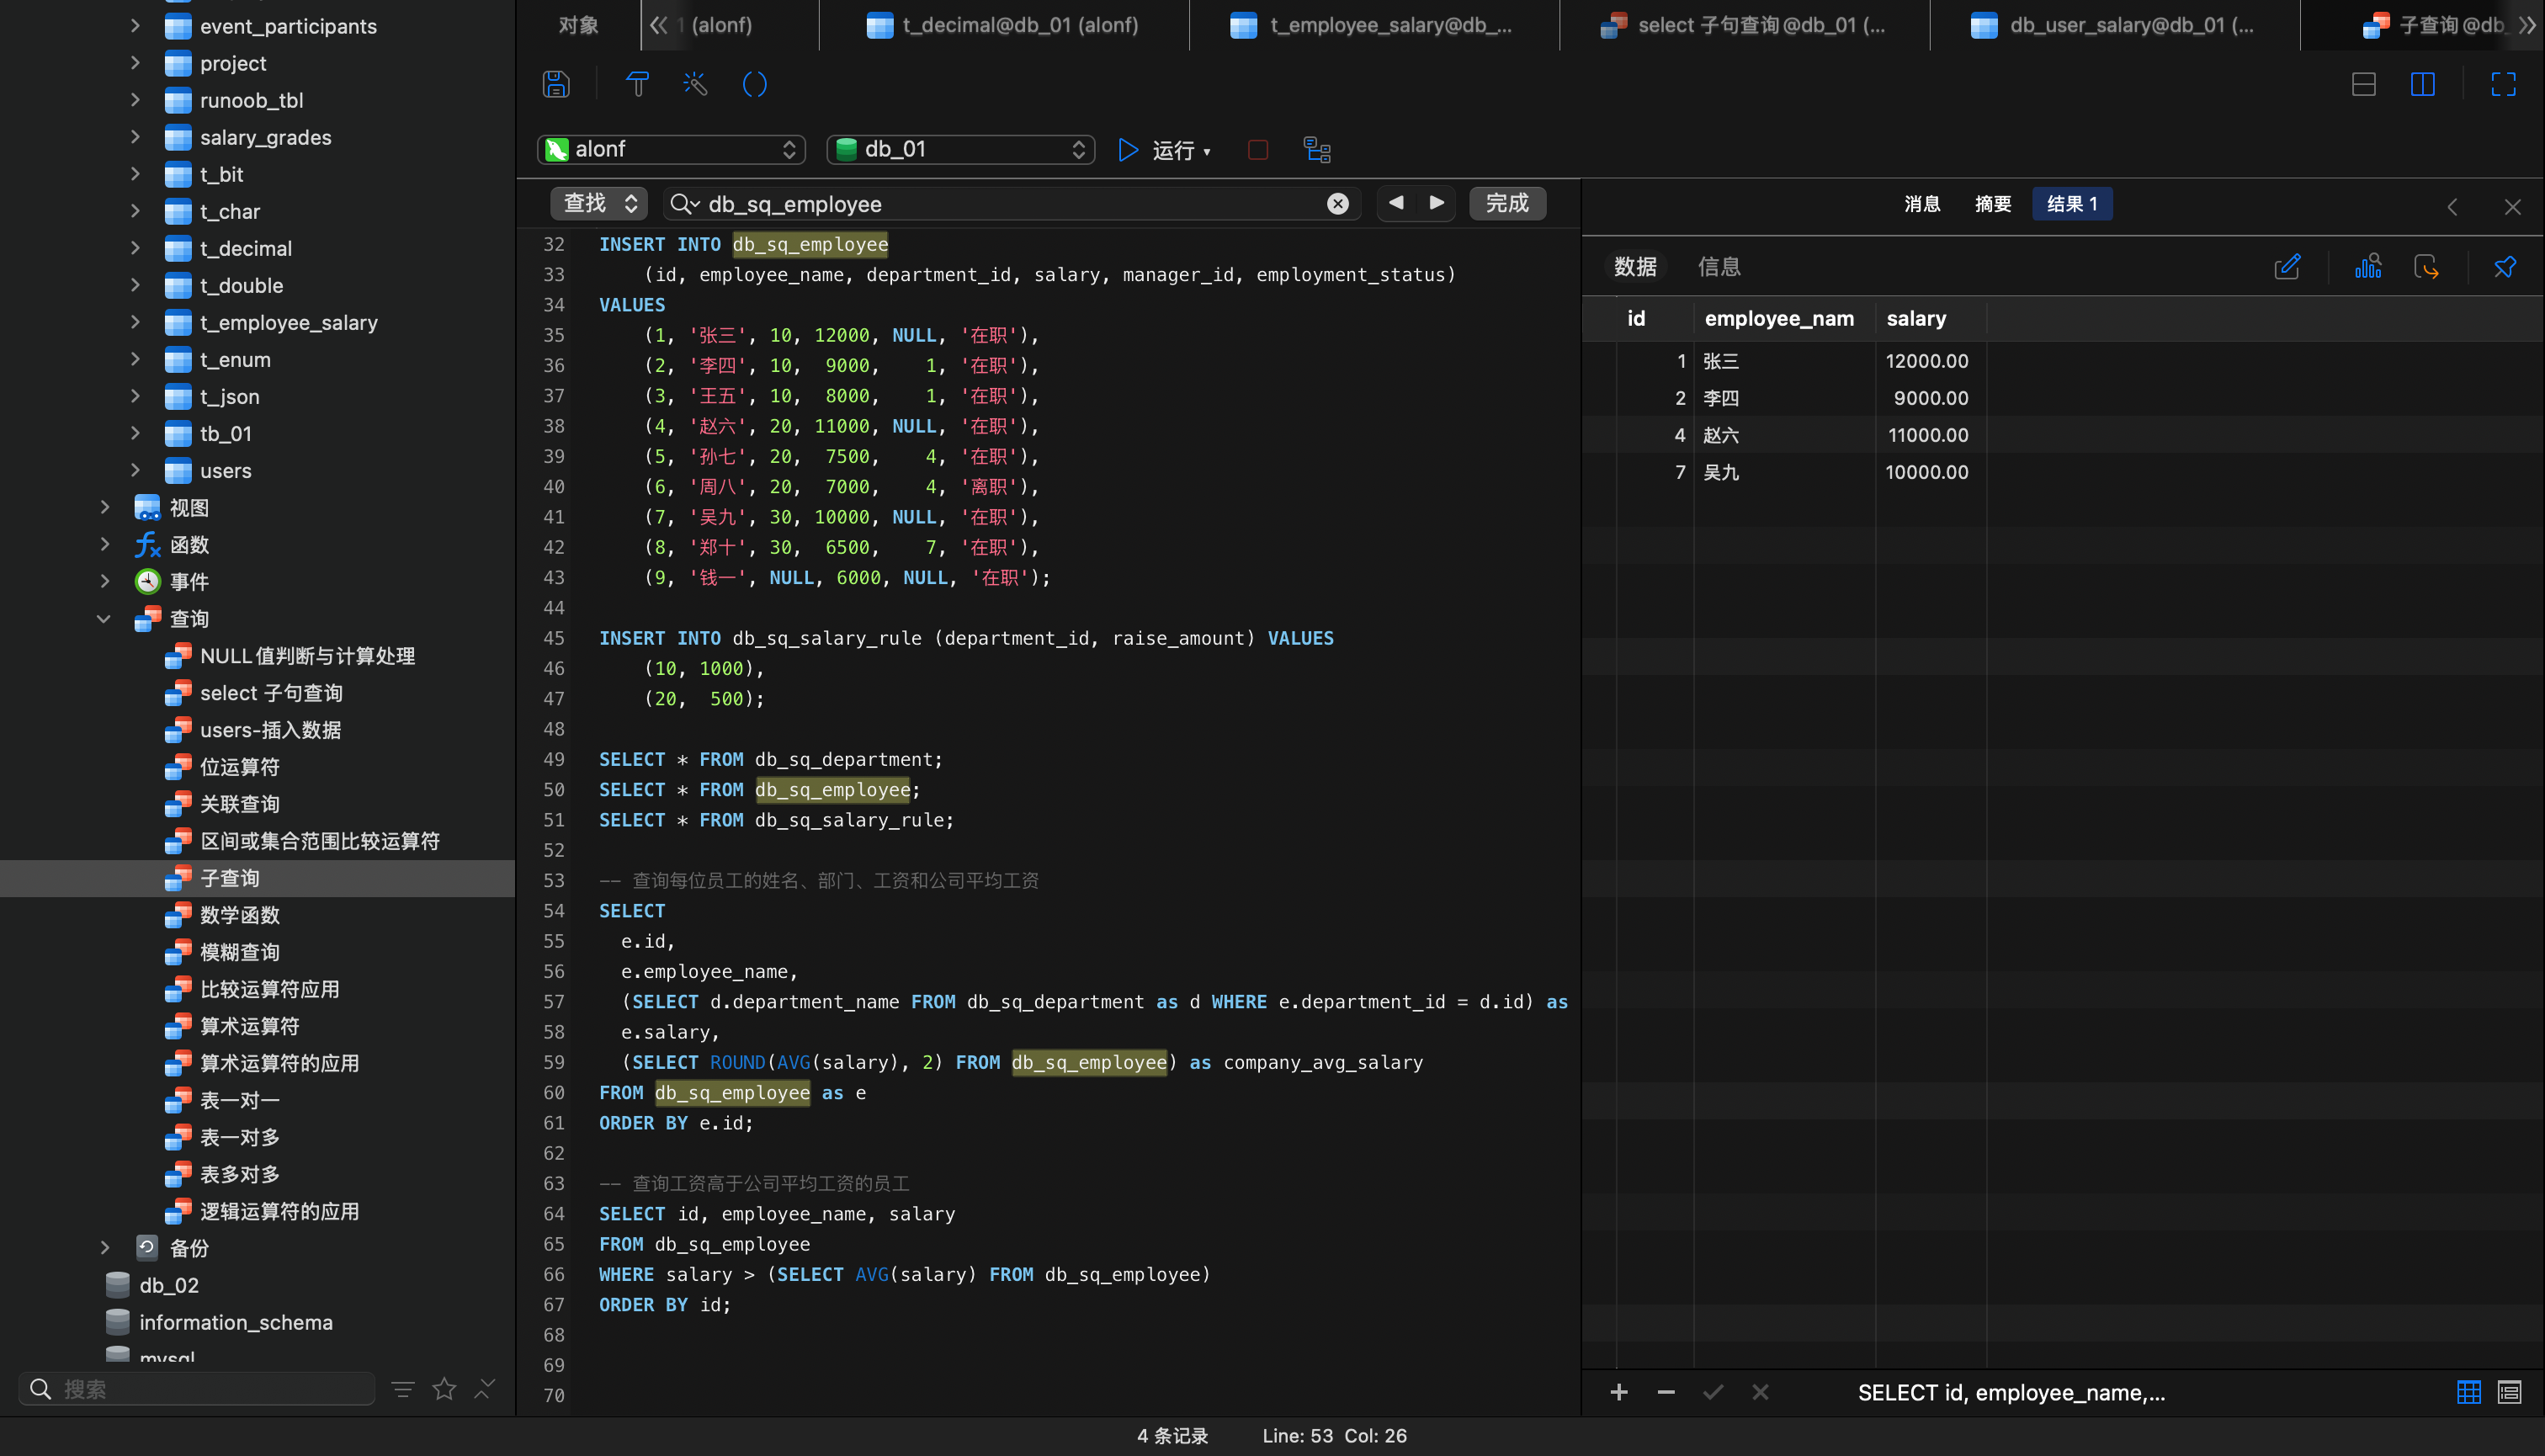 event_participants
project
runoob_tbl
salary_grades
t_bit
t_char
t_decimal
t_double
t_employee_salary
t_enum
t_json
tb_01
users
视图
函数
事件
查询
NULL值判断与计算处理
select 子句查询
users-插入数据
位运算符
关联查询
区间或集合范围比较运算符
子查询
数学函数
模糊查询
比较运算符应用
算术运算符
算术运算符的应用
表一对一
表一对多
表多对多
逻辑运算符的应用
备份
db_02
information_schema
mysql
搜索
对象
1 (alonf)
t_decimal@db_01 (alonf)
t_employee_salary@db_...
select 子句查询@db_01 (...
db_user_salary@db_01 (...
子查询@db_
alonf
db_01
运行
查找
db_sq_employee
完成
32 INSERT INTO db_sq_employee
33 (id, employee_name, department_id, salary, manager_id, employment_status)
34 VALUES
35 (1, '张三', 10, 12000, NULL, '在职'),
36 (2, '李四', 10, 9000, 1, '在职'),
37 (3, '王五', 10, 8000, 1, '在职'),
38 (4, '赵六', 20, 11000, NULL, '在职'),
39 (5, '孙七', 20, 7500, 4, '在职'),
40 (6, '周八', 20, 7000, 4, '离职'),
41 (7, '吴九', 30, 10000, NULL, '在职'),
42 (8, '郑十', 30, 6500, 7, '在职'),
43 (9, '钱一', NULL, 6000, NULL, '在职');
44
45 INSERT INTO db_sq_salary_rule (department_id, raise_amount) VALUES
46 (10, 1000),
47 (20, 500);
48
49 SELECT * FROM db_sq_department;
50 SELECT * FROM db_sq_employee;
51 SELECT * FROM db_sq_salary_rule;
52
53 -- 查询每位员工的姓名、部门、工资和公司平均工资
54 SELECT
55 e.id,
56 e.employee_name,
57 (SELECT d.department_name FROM db_sq_department as d WHERE e.department_id = d.id) as
58 e.salary,
59 (SELECT ROUND(AVG(salary), 2) FROM db_sq_employee) as company_avg_salary
60 FROM db_sq_employee as e
61 ORDER BY e.id;
62
63 -- 查询工资高于公司平均工资的员工
64 SELECT id, employee_name, salary
65 FROM db_sq_employee
66 WHERE salary > (SELECT AVG(salary) FROM db_sq_employee)
67 ORDER BY id;
68
69
70
消息 摘要 结果 1
数据 信息
id employee_nam salary
1 张三 12000.00
2 李四 9000.00
4 赵六 11000.00
7 吴九 10000.00
SELECT id, employee_name,...
4 条记录 Line: 53 Col: 26